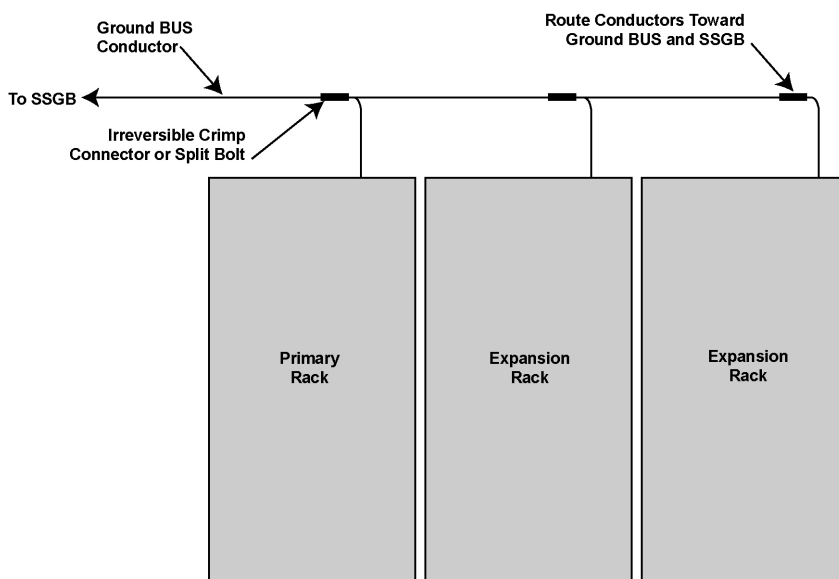 Ground BUS
Conductor
Route Conductors Toward
Ground BUS and SSGB
To SSGB
Irreversible Crimp
Connector or Split Bolt
Primary
Rack
Expansion
Rack
Expansion
Rack